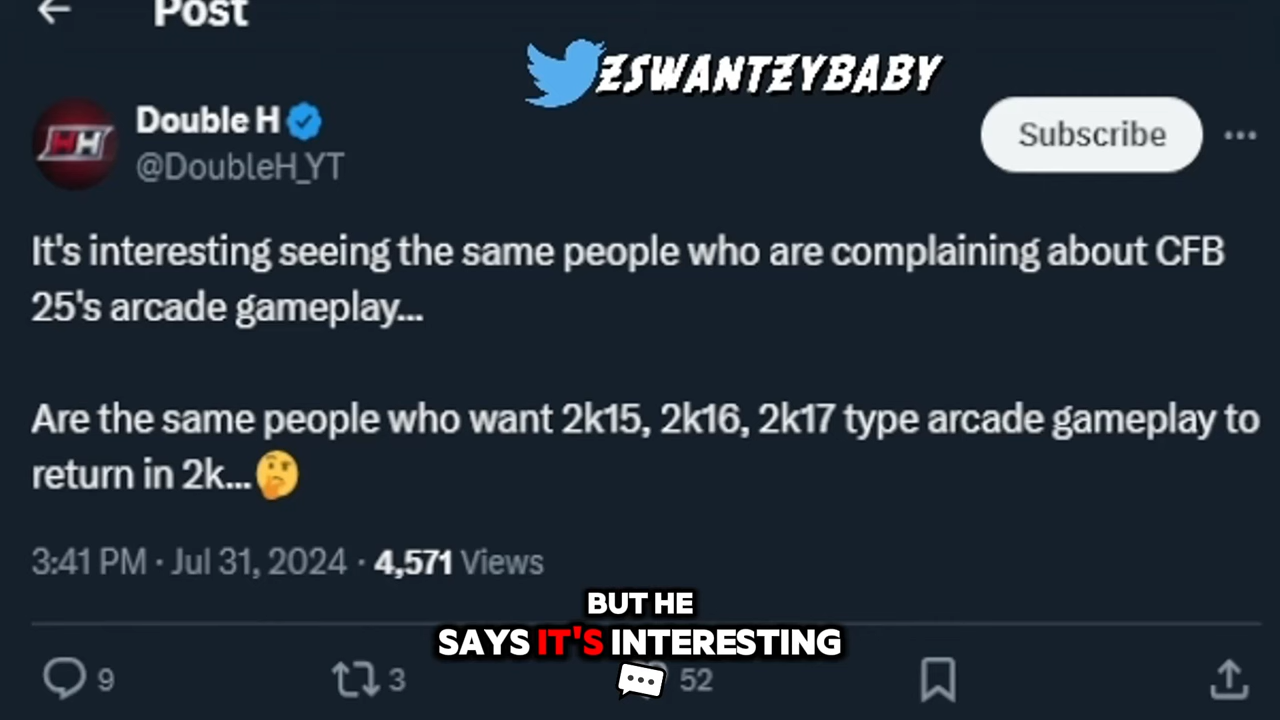 Post
ZSWANTZYBABY
HH
Double H
@DoubleH_YT
Subscribe
It's interesting seeing the same people who are complaining about CFB
25's arcade gameplay...
Are the same people who want 2k15, 2k16, 2k17 type arcade gameplay to
return in 2k...🤔
3:41 PM · Jul 31, 2024 · 4,571 Views
BUT HE
SAYS IT'S INTERESTING
9 3 52